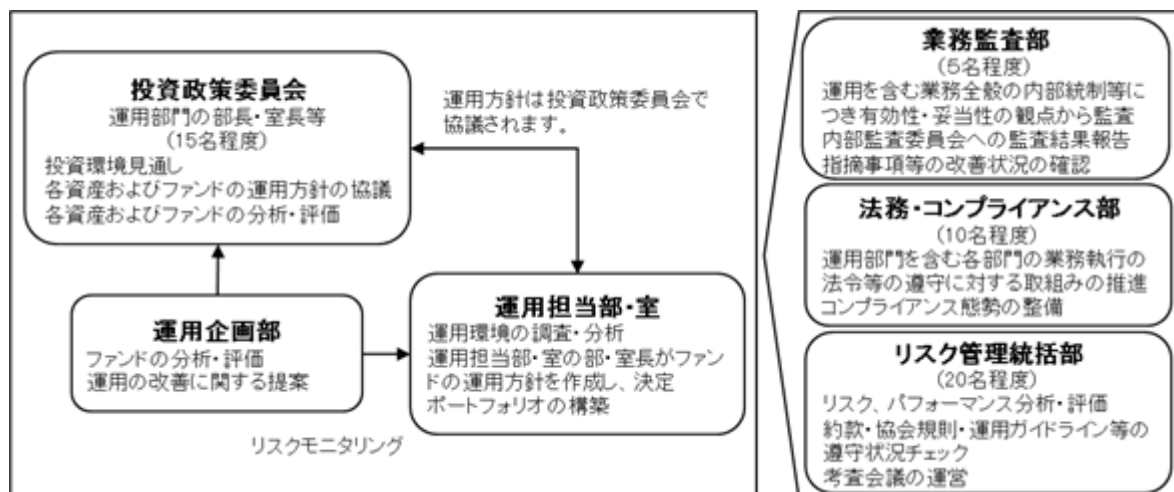 投資政策委員会
運用部門の部長・室長等
(15名程度)
投資環境見通し
各資産およびファンドの運用方針の協議
各資産およびファンドの分析・評価
運用方針は投資政策委員会で
協議されます。
運用企画部
ファンドの分析・評価
運用の改善に関する提案
運用担当部・室
運用環境の調査・分析
運用担当部・室の部・室長がファン
ドの運用方針を作成し、決定
ポートフォリオの構築
リスクモニタリング
業務監査部
(5名程度)
運用を含む業務全般の内部統制等に
つき有効性・妥当性の観点から監査
内部監査委員会への監査結果報告
指摘事項等の改善状況の確認
法務・コンプライアンス部
(10名程度)
運用部門を含む各部門の業務執行の
法令等の遵守に対する取組みの推進
コンプライアンス態勢の整備
リスク管理統括部
(20名程度)
リスク、パフォーマンス分析・評価
約款・協会規則・運用ガイドライン等の
遵守状況チェック
考査会議の運営